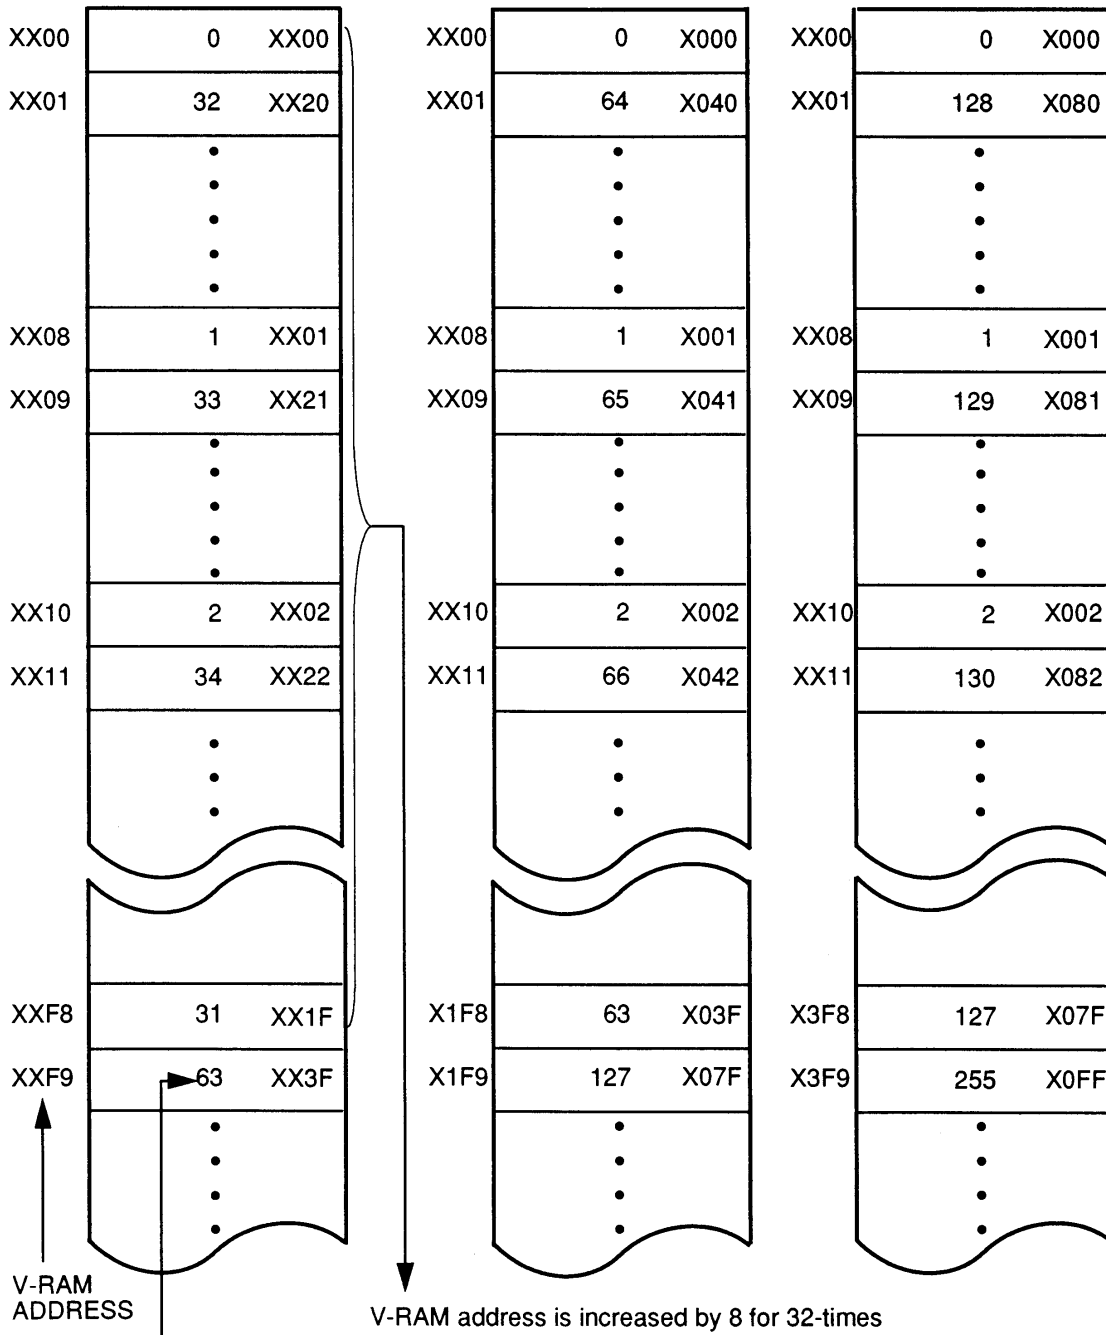 XX00 0 XX00 XX00 0 X000 XX00 0 X000
XX01 32 XX20 XX01 64 X040 XX01 128 X080
XX08 1 XX01 XX08 1 X001 XX08 1 X001
XX09 33 XX21 XX09 65 X041 XX09 129 X081
XX10 2 XX02 XX10 2 X002 XX10 2 X002
XX11 34 XX22 XX11 66 X042 XX11 130 X082
XXF8 31 XX1F X1F8 63 X03F X3F8 127 X07F
XXF9 63 XX3F X1F9 127 X07F X3F9 255 X0FF
V-RAM
ADDRESS
V-RAM address is increased by 8 for 32-times